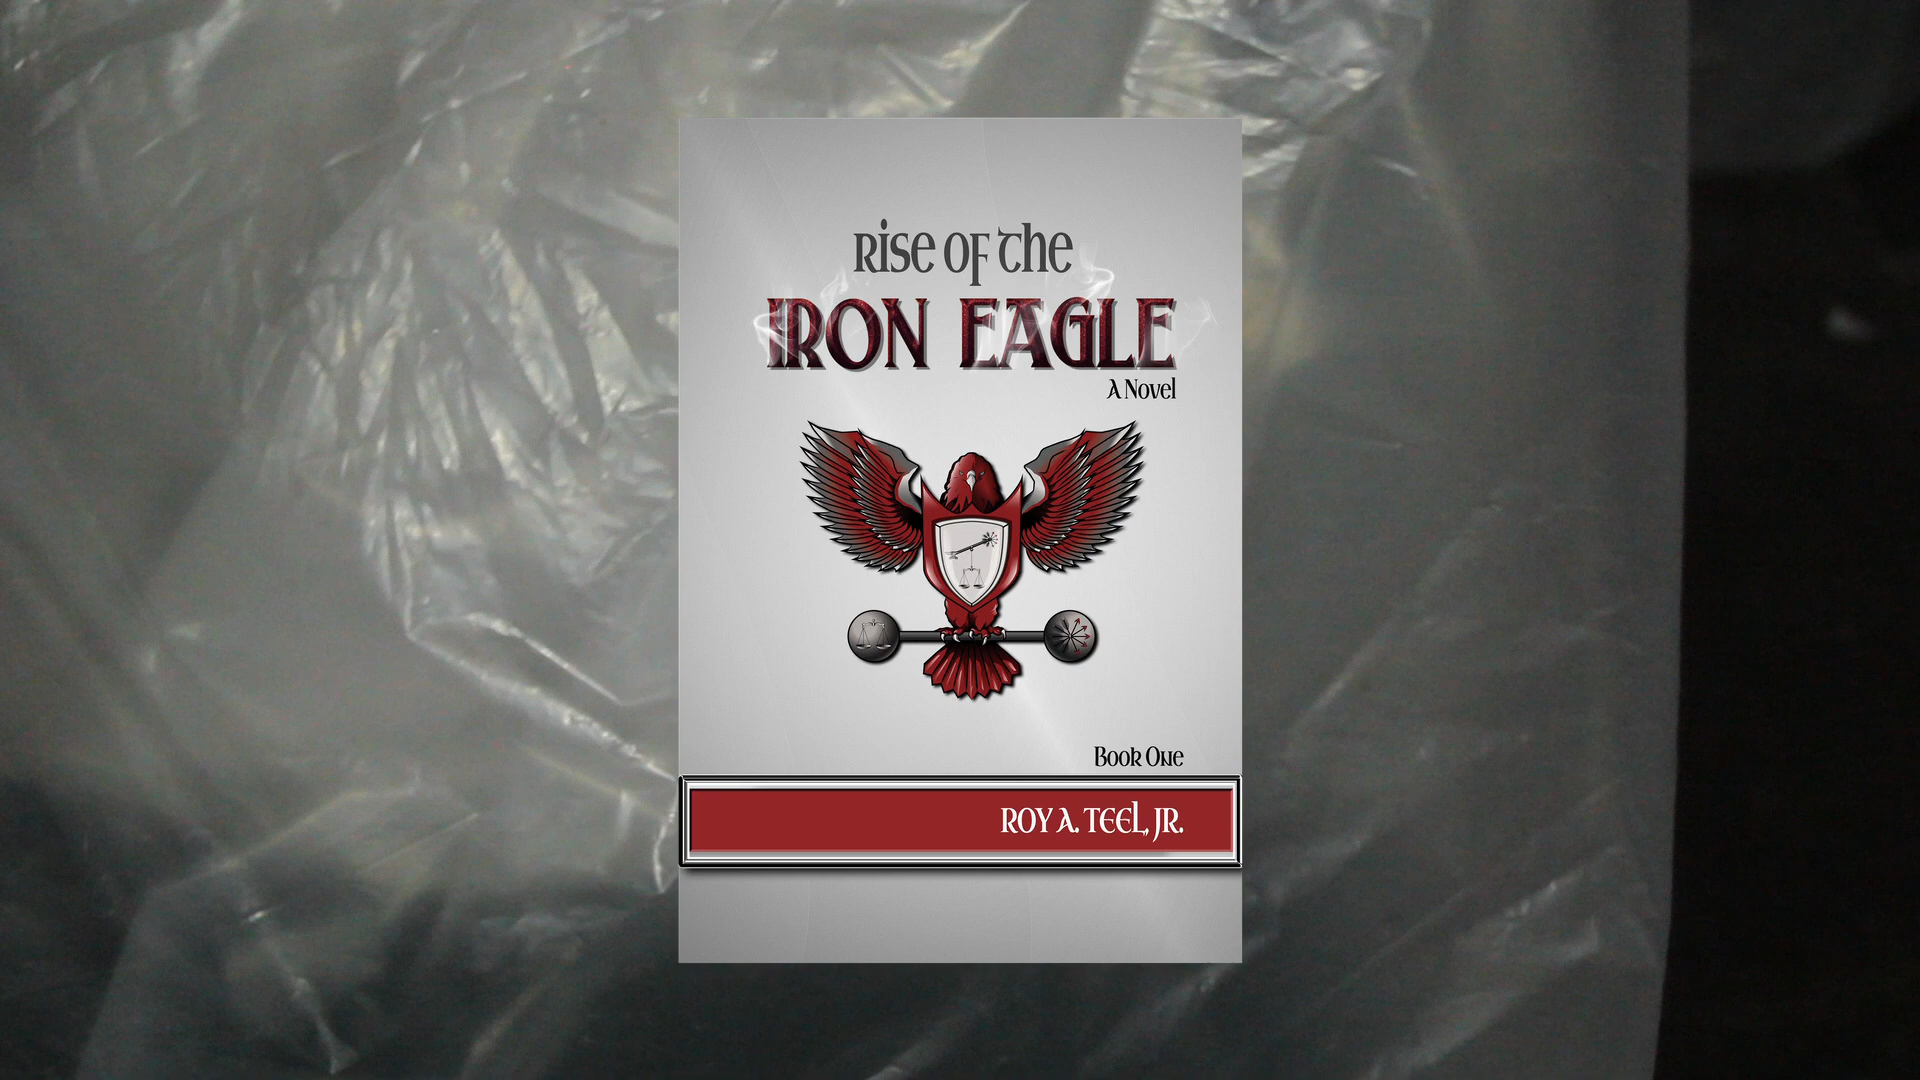 Rise of the
IRON EAGLE
A Novel
Book One
ROY A. TEEL, JR.